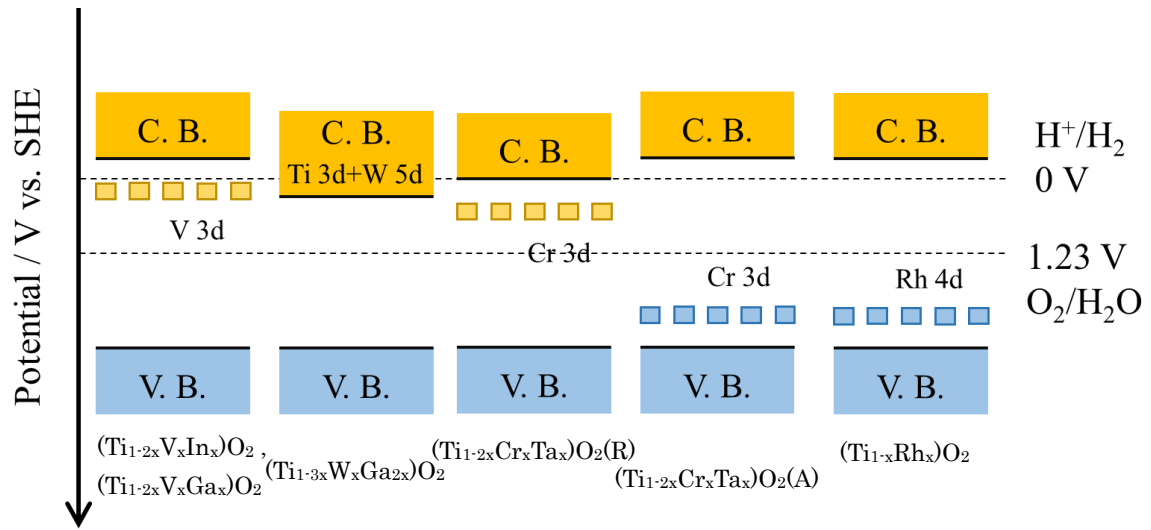 Potential / V vs. SHE
C. B.
C. B.
Ti 3d+W 5d
C. B.
C. B.
C. B.
H⁺/H₂
0 V
V 3d
Cr 3d
Cr 3d
Rh 4d
1.23 V
O₂/H₂O
V. B.
V. B.
V. B.
V. B.
V. B.
(Ti₁₋₂ₓVₓInₓ)O₂ ,
(Ti₁₋₂ₓVₓGaₓ)O₂
(Ti₁₋₃ₓWₓGa₂ₓ)O₂
(Ti₁₋₂ₓCrₓTaₓ)O₂(R)
(Ti₁₋₂ₓCrₓTaₓ)O₂(A)
(Ti₁₋ₓRhₓ)O₂